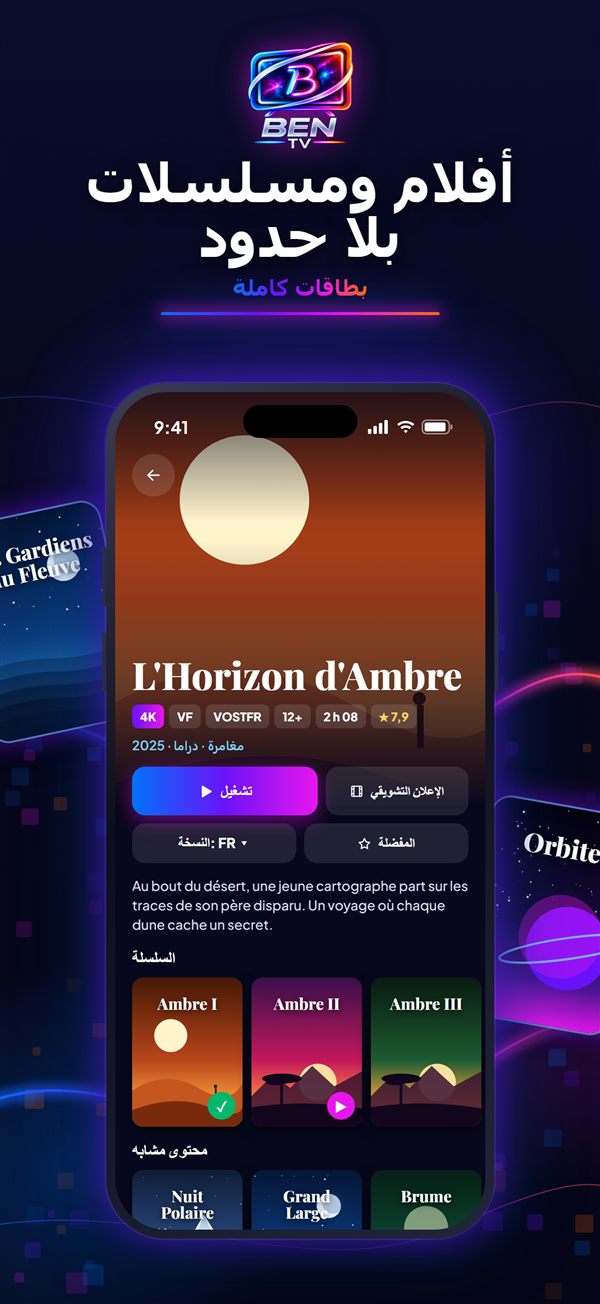 B
BEN
TV
أفلام ومسلسلات
بلا حدود
بطاقات كاملة
9:41
Gardiens
u Fleuve
L'Horizon d'Ambre
4K VF VOSTFR 12+ 2 h 08 ★ 7,9
مغامرة · دراما · 2025
تشغيل
الإعلان التشويقي
النسخة: FR
المفضلة
Au bout du désert, une jeune cartographe part sur les
traces de son père disparu. Un voyage où chaque
dune cache un secret.
السلسلة
Ambre I
Ambre II
Ambre III
Orbite
محتوى مشابه
Nuit
Polaire
Grand
Large
Brume